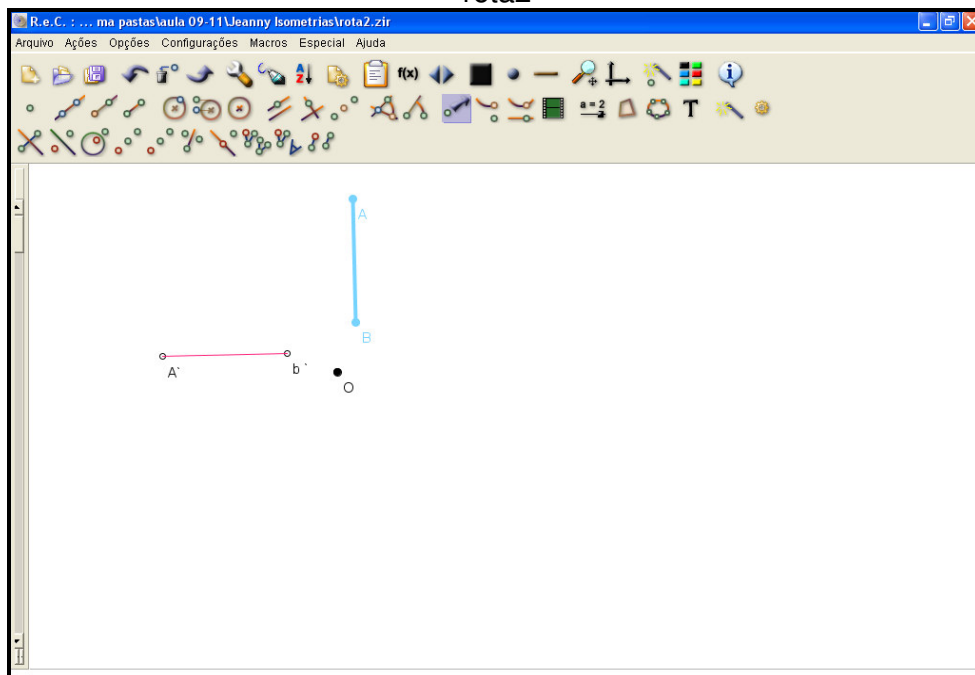 rota2
R.e.C. : ... ma pastas\aula 09-11\Jeanny Isometrias\rota2.zir
Arquivo Ações Opções Configurações Macros Especial Ajuda
f(x)
a=2
T
A
B
A`
b`
O